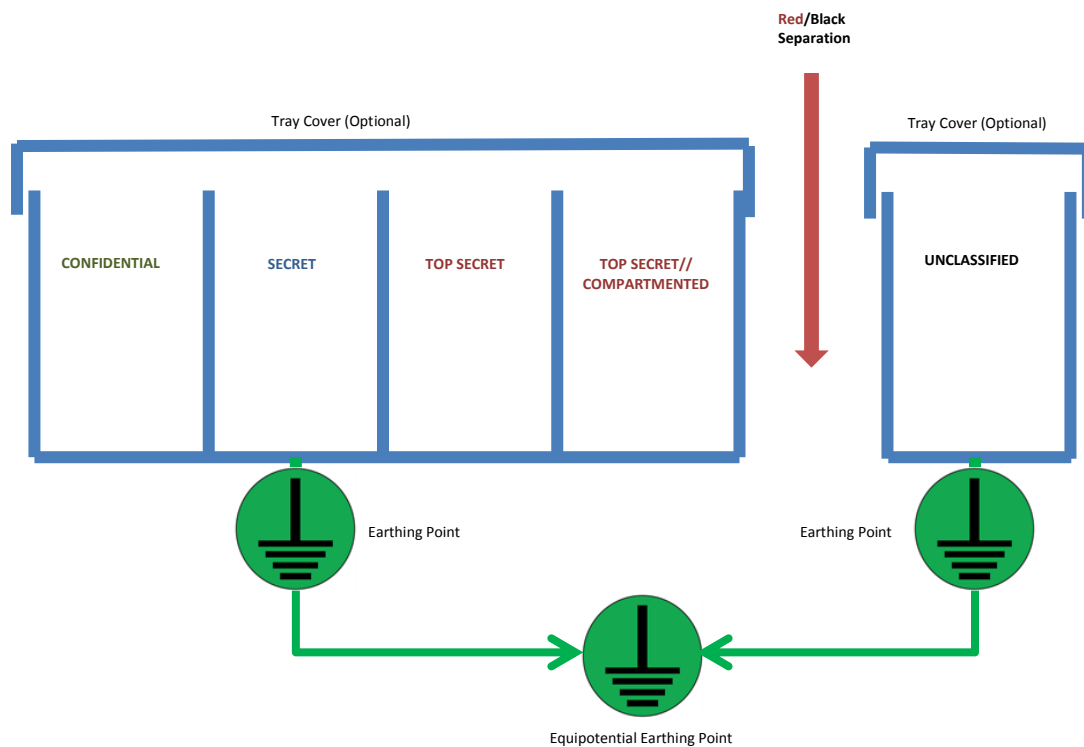 Red/Black
Separation
Tray Cover (Optional)
Tray Cover (Optional)
CONFIDENTIAL
SECRET
TOP SECRET
TOP SECRET//
COMPARTMENTED
UNCLASSIFIED
Earthing Point
Earthing Point
Equipotential Earthing Point